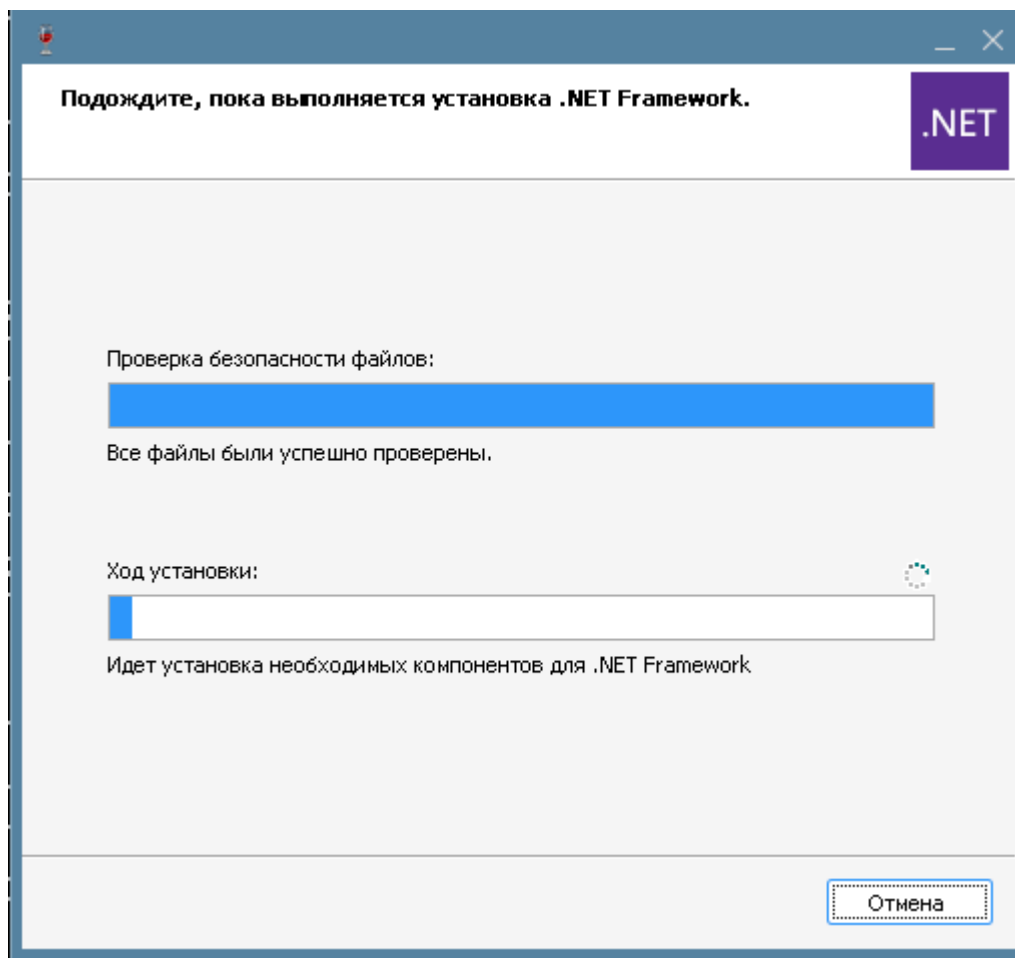 Подождите, пока выполняется установка .NET Framework.
.NET
Проверка безопасности файлов:
Все файлы были успешно проверены.
Ход установки:
Идет установка необходимых компонентов для .NET Framework
Отмена